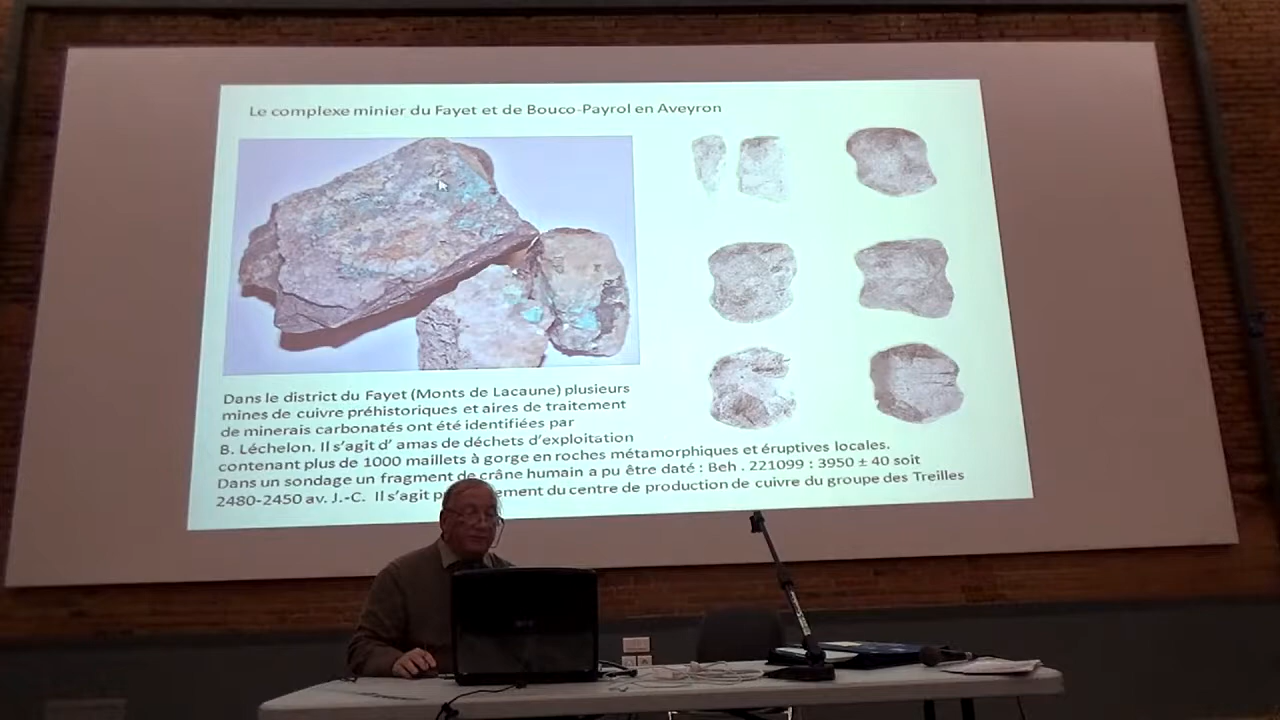 Le complexe minier du Fayet et de Bouco-Payrol en Aveyron
Dans le district du Fayet (Monts de Lacaune) plusieurs
mines de cuivre préhistoriques et aires de traitement
de minerais carbonatés ont été identifiées par
B. Léchelon. Il s'agit d' amas de déchets d'exploitation
contenant plus de 1000 maillets à gorge en roches métamorphiques et éruptives locales.
Dans un sondage un fragment de crâne humain a pu être daté : Beh . 221099 : 3950 ± 40 soit
2480-2450 av. J.-C. Il s'agit du centre de production de cuivre du groupe des Treilles